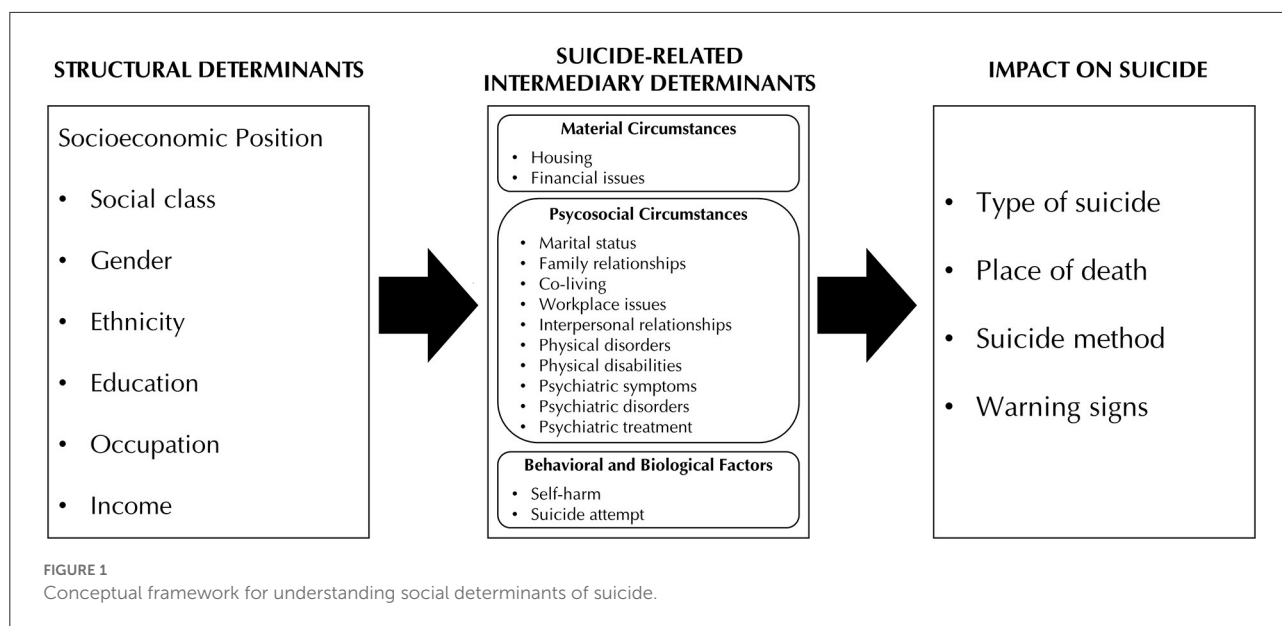 STRUCTURAL DETERMINANTS
Socioeconomic Position
• Social class
• Gender
• Ethnicity
• Education
• Occupation
• Income
SUICIDE-RELATED
INTERMEDIARY DETERMINANTS
Material Circumstances
• Housing
• Financial issues
Psycosocial Circumstances
• Marital status
• Family relationships
• Co-living
• Workplace issues
• Interpersonal relationships
• Physical disorders
• Physical disabilities
• Psychiatric symptoms
• Psychiatric disorders
• Psychiatric treatment
Behavioral and Biological Factors
• Self-harm
• Suicide attempt
IMPACT ON SUICIDE
• Type of suicide
• Place of death
• Suicide method
• Warning signs
FIGURE 1
Conceptual framework for understanding social determinants of suicide.